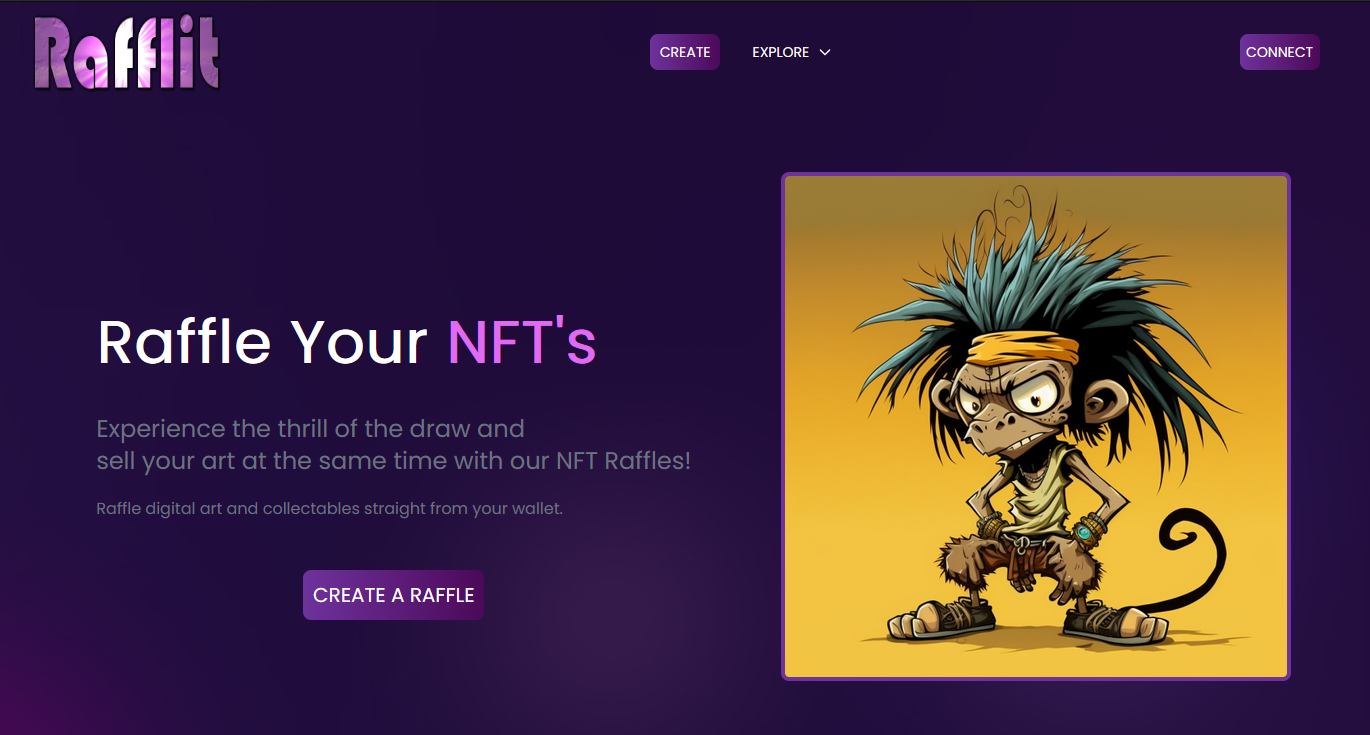 Rafflit
CREATE
EXPLORE
CONNECT
Raffle Your NFT's
Experience the thrill of the draw and
sell your art at the same time with our NFT Raffles!
Raffle digital art and collectables straight from your wallet.
CREATE A RAFFLE